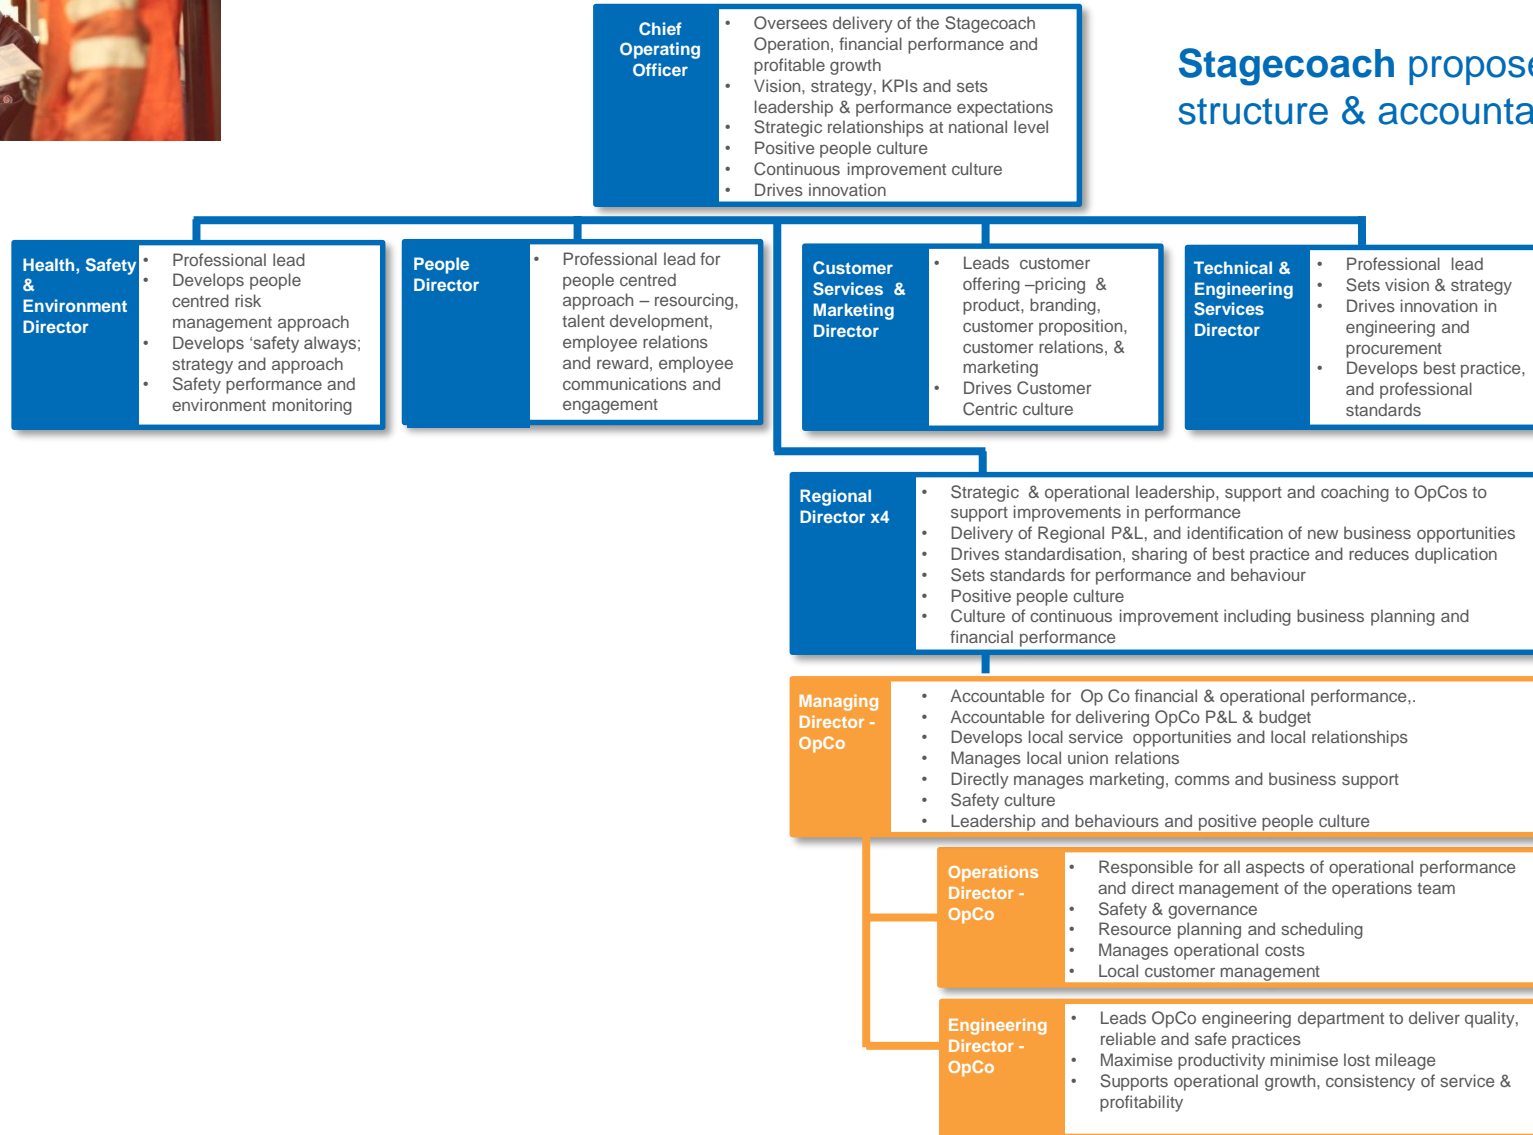 Stagecoach propose
structure & accounta
Chief
Operating
Officer
• Oversees delivery of the Stagecoach
Operation, financial performance and
profitable growth
• Vision, strategy, KPIs and sets
leadership & performance expectations
• Strategic relationships at national level
• Positive people culture
• Continuous improvement culture
• Drives innovation
Health, Safety
&
Environment
Director
• Professional lead
• Develops people
centred risk
management approach
• Develops ‘safety always;
strategy and approach
• Safety performance and
environment monitoring
People
Director
• Professional lead for
people centred
approach – resourcing,
talent development,
employee relations
and reward, employee
communications and
engagement
Customer
Services &
Marketing
Director
• Leads customer
offering –pricing &
product, branding,
customer proposition,
customer relations, &
marketing
• Drives Customer
Centric culture
Technical &
Engineering
Services
Director
• Professional lead
• Sets vision & strategy
• Drives innovation in
engineering and
procurement
• Develops best practice,
and professional
standards
Regional
Director x4
• Strategic & operational leadership, support and coaching to OpCos to
support improvements in performance
• Delivery of Regional P&L, and identification of new business opportunities
• Drives standardisation, sharing of best practice and reduces duplication
• Sets standards for performance and behaviour
• Positive people culture
• Culture of continuous improvement including business planning and
financial performance
Managing
Director -
OpCo
• Accountable for Op Co financial & operational performance,.
• Accountable for delivering OpCo P&L & budget
• Develops local service opportunities and local relationships
• Manages local union relations
• Directly manages marketing, comms and business support
• Safety culture
• Leadership and behaviours and positive people culture
Operations
Director -
OpCo
• Responsible for all aspects of operational performance
and direct management of the operations team
• Safety & governance
• Resource planning and scheduling
• Manages operational costs
• Local customer management
Engineering
Director -
OpCo
• Leads OpCo engineering department to deliver quality,
reliable and safe practices
• Maximise productivity minimise lost mileage
• Supports operational growth, consistency of service &
profitability